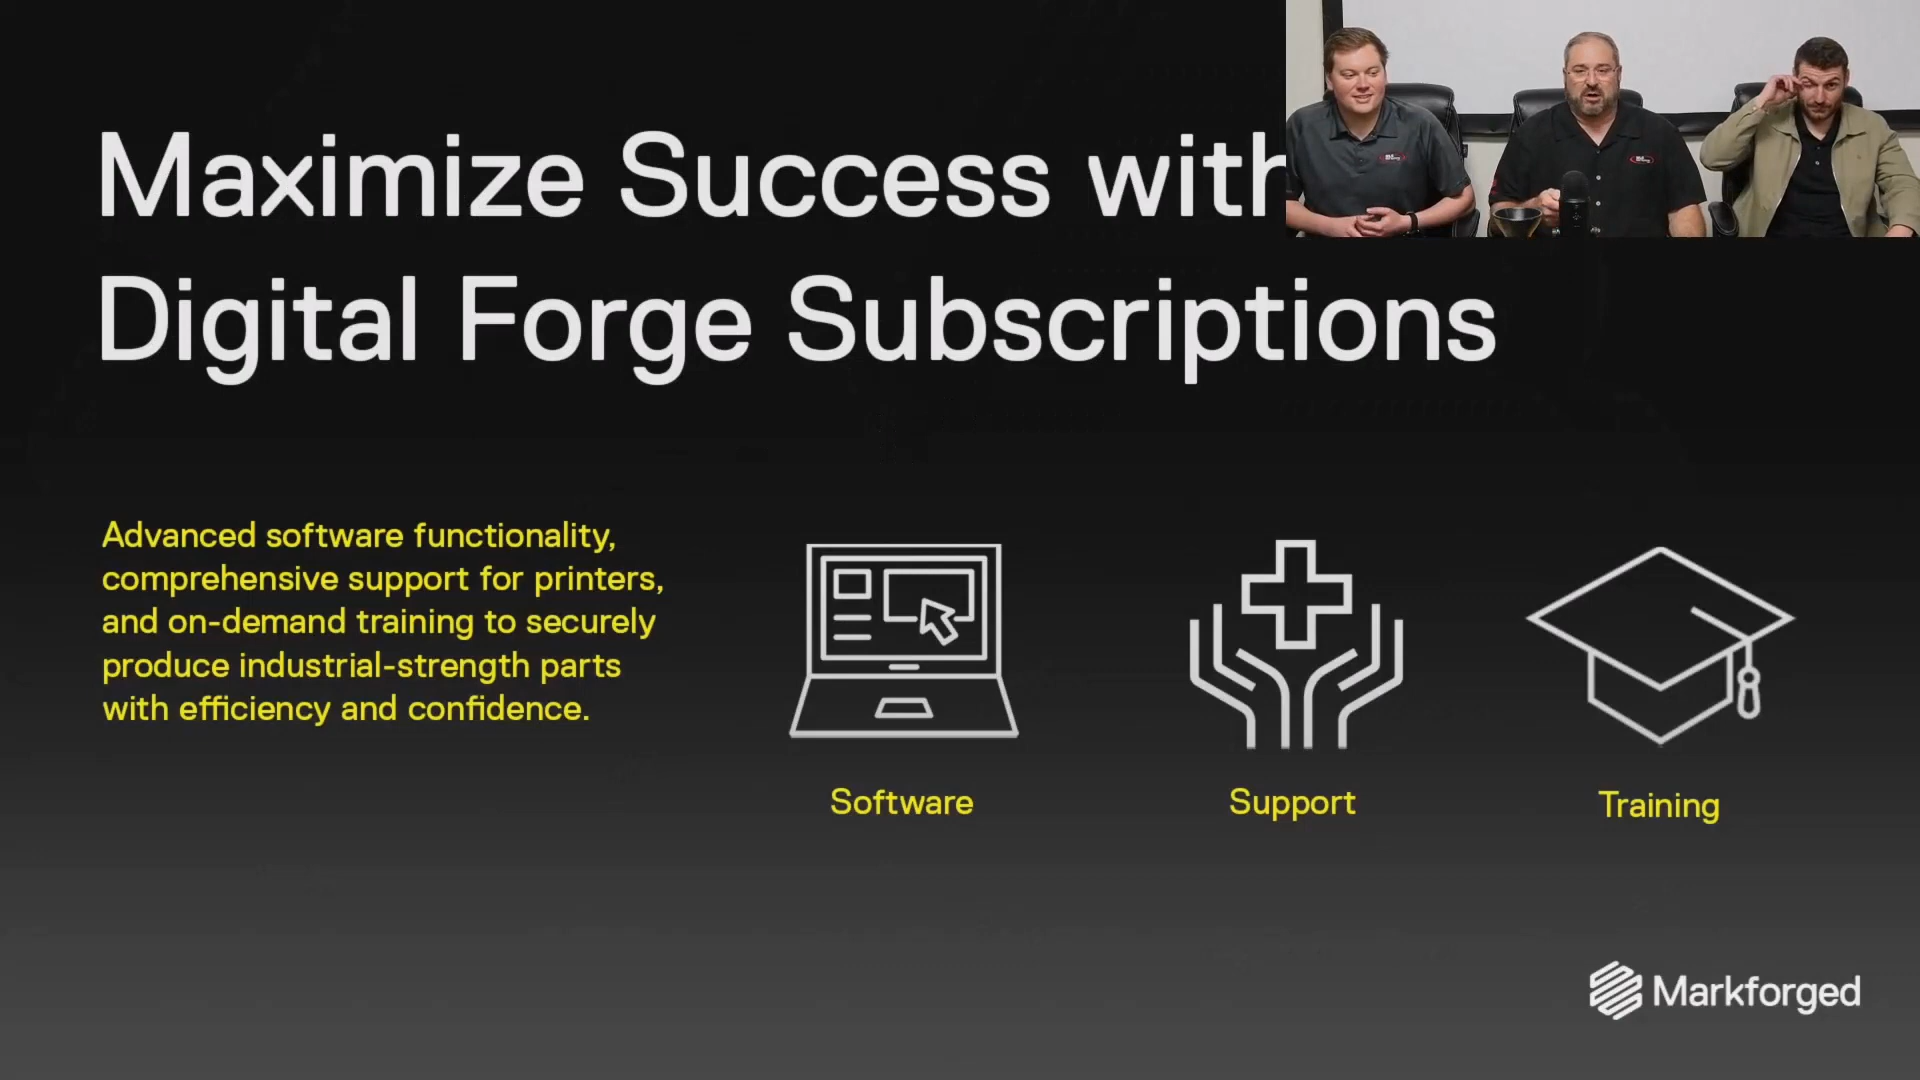 Maximize Success with
Digital Forge Subscriptions
Advanced software functionality,
comprehensive support for printers,
and on-demand training to securely
produce industrial-strength parts
with efficiency and confidence.
Software
Support
Training
Markforged